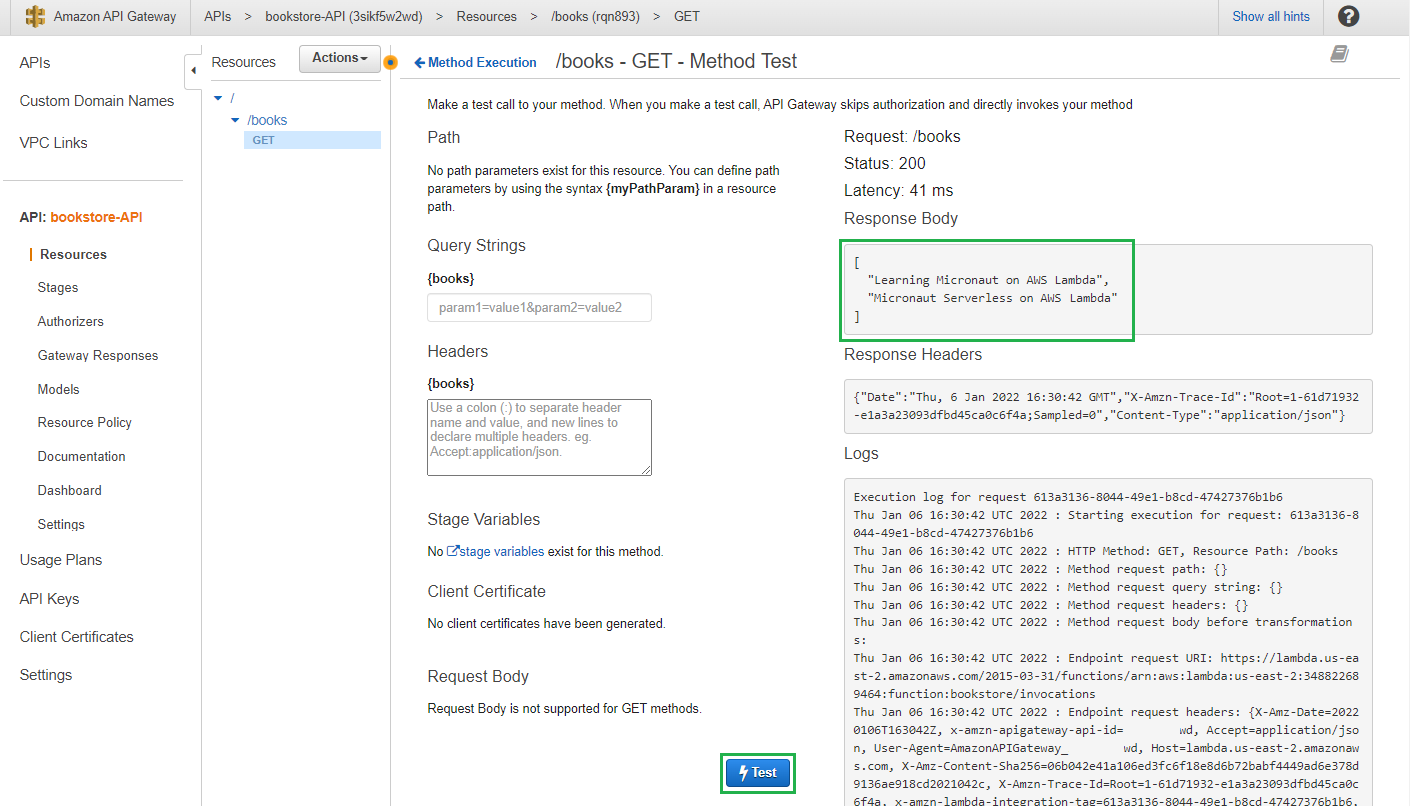 Amazon API Gateway
APIs > bookstore-API (3sikf5w2wd) > Resources > /books (rqn893) > GET
Show all hints
?
APIs
Custom Domain Names
VPC Links
API: bookstore-API
Resources
Stages
Authorizers
Gateway Responses
Models
Resource Policy
Documentation
Dashboard
Settings
Usage Plans
API Keys
Client Certificates
Settings
Resources
Actions
/
/books
GET
Method Execution
/books - GET - Method Test
Make a test call to your method. When you make a test call, API Gateway skips authorization and directly invokes your method
Path
No path parameters exist for this resource. You can define path
parameters by using the syntax {myPathParam} in a resource
path.
Query Strings
{books}
param1=value1&param2=value2
Headers
{books}
Use a colon (:) to separate header
name and value, and new lines to
declare multiple headers. eg.
Accept:application/json.
Stage Variables
No stage variables exist for this method.
Client Certificate
No client certificates have been generated.
Request Body
Request Body is not supported for GET methods.
Test
Request: /books
Status: 200
Latency: 41 ms
Response Body
[
"Learning Micronaut on AWS Lambda",
"Micronaut Serverless on AWS Lambda"
]
Response Headers
{"Date":"Thu, 6 Jan 2022 16:30:42 GMT","X-Amzn-Trace-Id":"Root=1-61d71932
-e1a3a23093dfbd45ca0c6f4a;Sampled=0","Content-Type":"application/json"}
Logs
Execution log for request 613a3136-8044-49e1-b8cd-47427376b1b6
Thu Jan 06 16:30:42 UTC 2022 : Starting execution for request: 613a3136-8
044-49e1-b8cd-47427376b1b6
Thu Jan 06 16:30:42 UTC 2022 : HTTP Method: GET, Resource Path: /books
Thu Jan 06 16:30:42 UTC 2022 : Method request path: {}
Thu Jan 06 16:30:42 UTC 2022 : Method request query string: {}
Thu Jan 06 16:30:42 UTC 2022 : Method request headers: {}
Thu Jan 06 16:30:42 UTC 2022 : Method request body before transformation
s:
Thu Jan 06 16:30:42 UTC 2022 : Endpoint request URI: https://lambda.us-ea
st-2.amazonaws.com/2015-03-31/functions/arn:aws:lambda:us-east-2:34882268
9464:function:bookstore/invocations
Thu Jan 06 16:30:42 UTC 2022 : Endpoint request headers: {X-Amz-Date=2022
0106T163042Z, x-amzn-apigateway-api-id= wd, Accept=application/jso
n, User-Agent=AmazonAPIGateway_ wd, Host=lambda.us-east-2.amazonaw
s.com, X-Amz-Content-Sha256=06b042e41a106ed3fc6f18e8d6b72babf4449ad6e378d
9136ae918cd2021042c, X-Amzn-Trace-Id=Root=1-61d71932-e1a3a23093dfbd45ca0c
6f4a, x-amzn-lambda-integration-tag=613a3136-8044-49e1-b8cd-47427376b1b6,